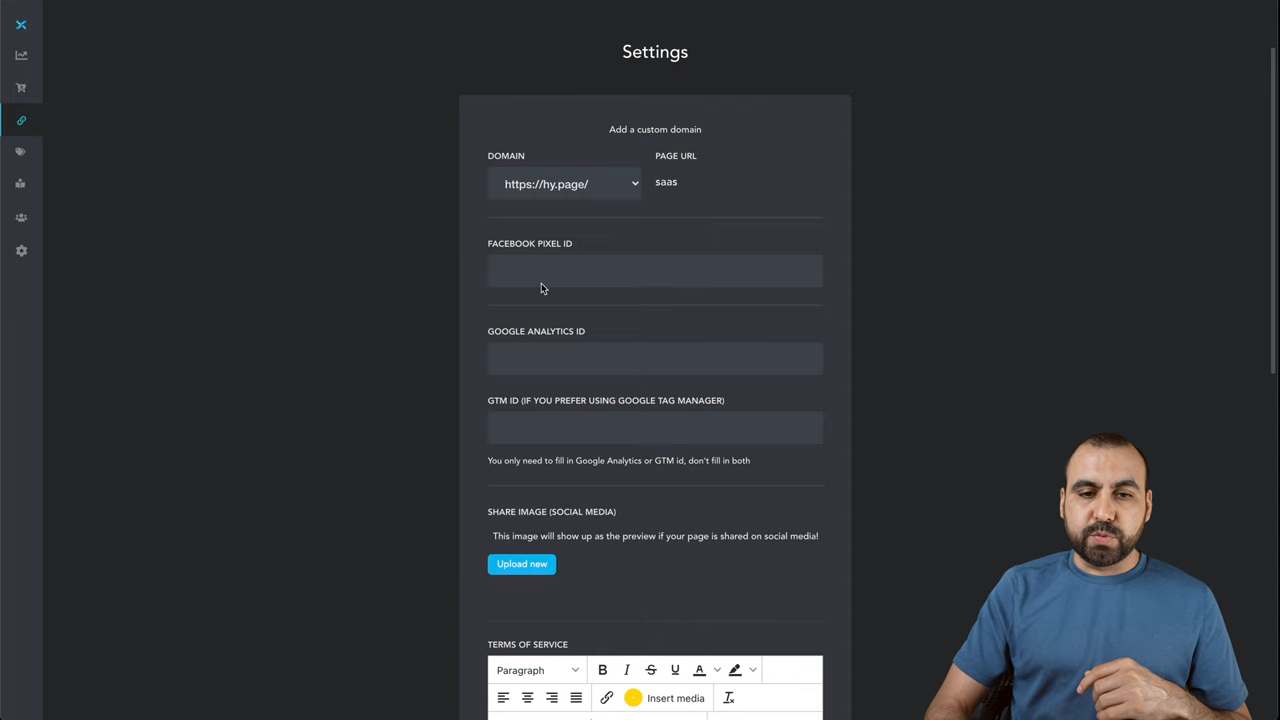 Settings
Add a custom domain
DOMAIN
PAGE URL
https://hy.page/
saas
FACEBOOK PIXEL ID
GOOGLE ANALYTICS ID
GTM ID (IF YOU PREFER USING GOOGLE TAG MANAGER)
You only need to fill in Google Analytics or GTM id, don't fill in both
SHARE IMAGE (SOCIAL MEDIA)
This image will show up as the preview if your page is shared on social media!
Upload new
TERMS OF SERVICE
Paragraph B I S U A
Insert media